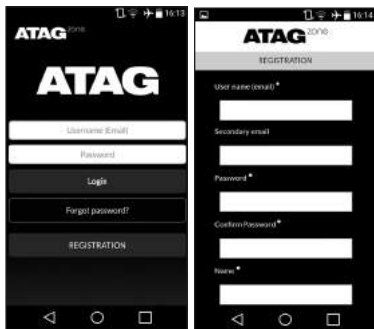 16:13
ATAG zone
ATAG
Username (Email)
Password
Login
Forgot password?
REGISTRATION
16:14
ATAG zone
REGISTRATION
User name (email) *
Secondary email
Password *
Confirm Password *
Name *